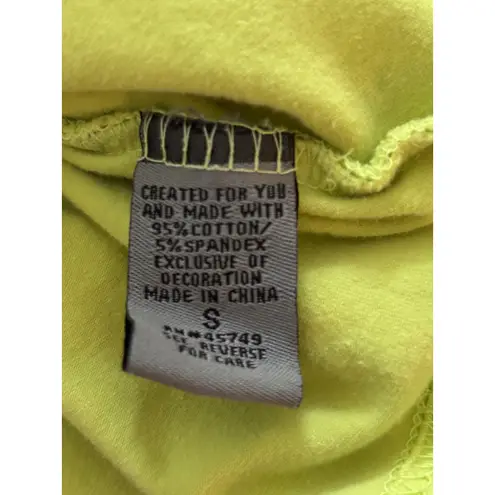 CREATED FOR YOU
AND MADE WITH
95% COTTON/
5% SPANDEX
EXCLUSIVE OF
DECORATION
MADE IN CHINA
S
RN#45749
SEE REVERSE
FOR CARE